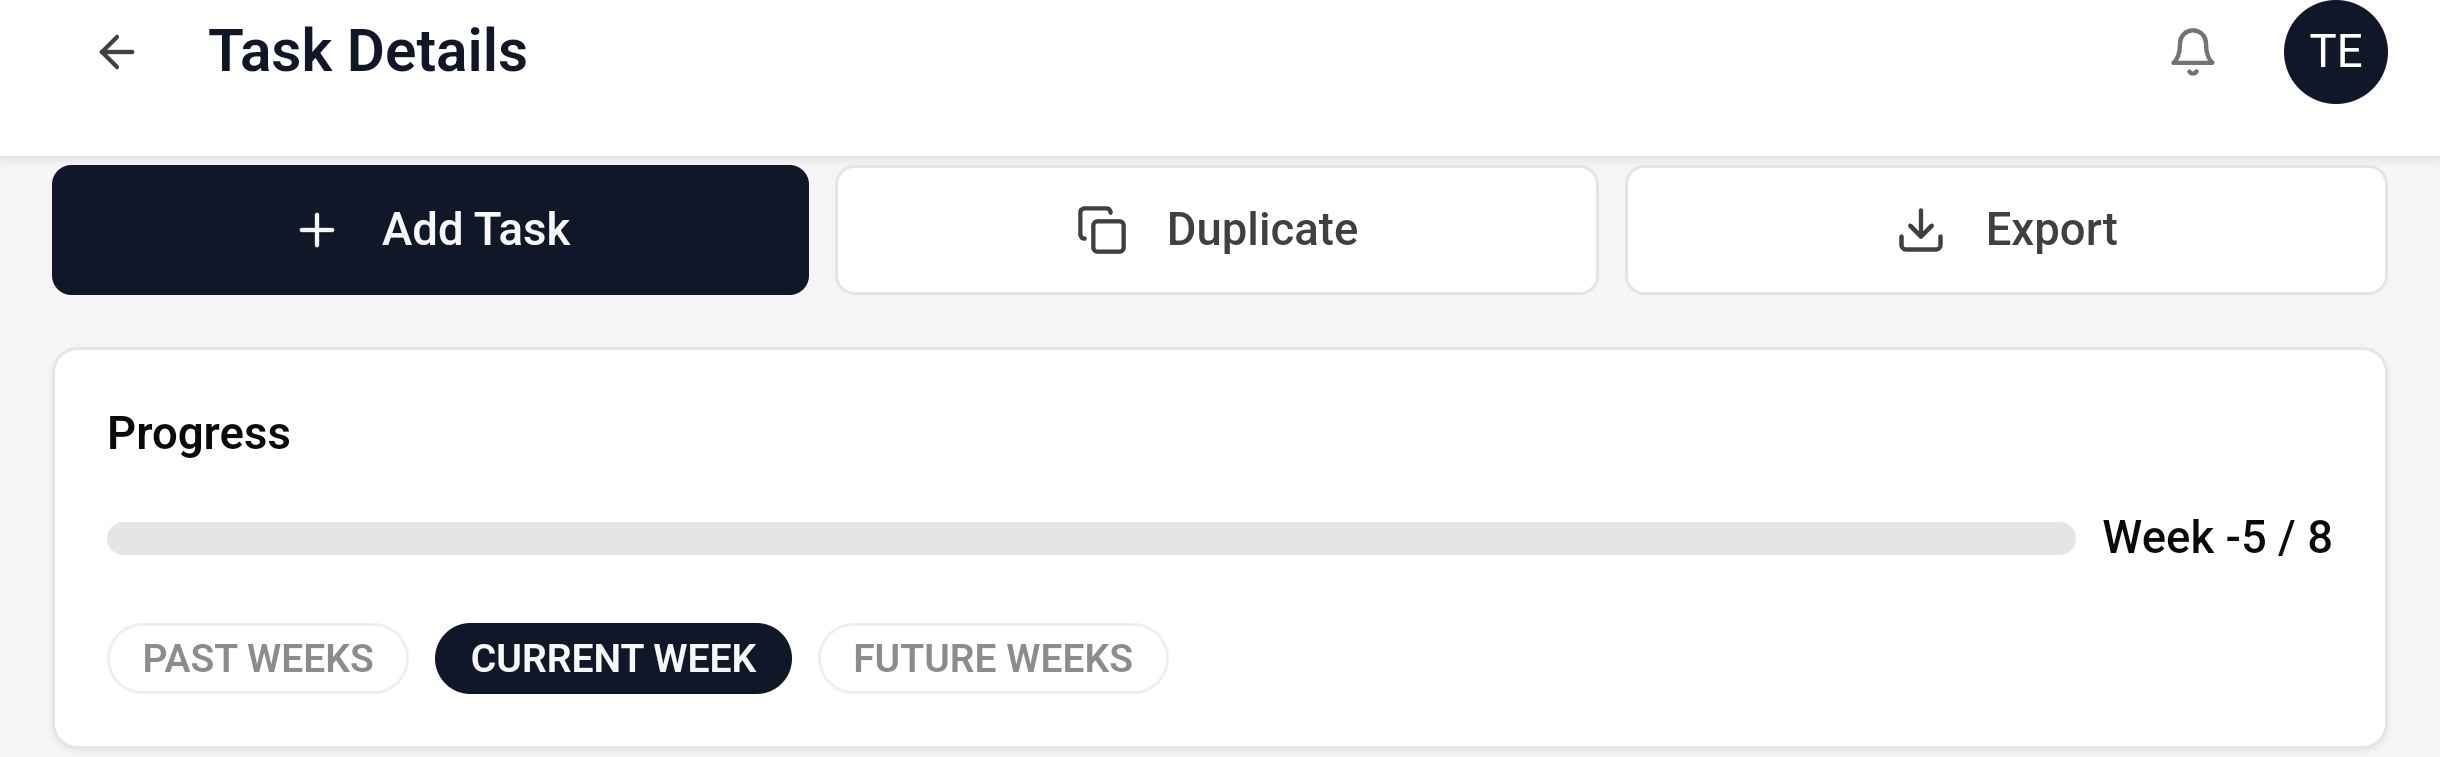 Task Details
TE
Add Task
Duplicate
Export
Progress
Week -5 / 8
PAST WEEKS
CURRENT WEEK
FUTURE WEEKS